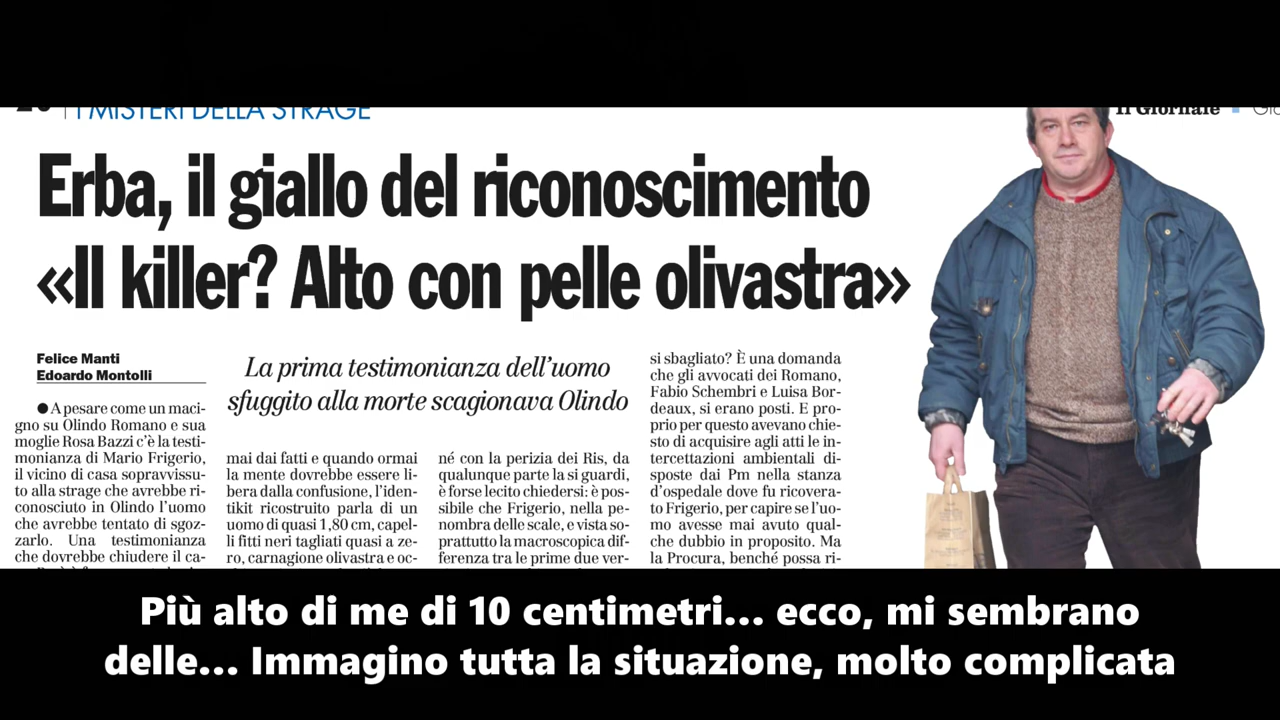 I MISTERI DELLA STRAGE
Il Giornale
Erba, il giallo del riconoscimento
«Il killer? Alto con pelle olivastra»
Felice Manti
Edoardo Montolli
La prima testimonianza dell'uomo
sfuggito alla morte scagionava Olindo
●A pesare come un maci-
gno su Olindo Romano e sua
moglie Rosa Bazzi c'è la testi-
monianza di Mario Frigerio,
il vicino di casa sopravvissu-
to alla strage che avrebbe ri-
conosciuto in Olindo l'uomo
che avrebbe tentato di sgoz-
zarlo. Una testimonianza
che dovrebbe chiudere il ca-
mai dai fatti e quando ormai
la mente dovrebbe essere li-
bera dalla confusione, l'iden-
tikit ricostruito parla di un
uomo di quasi 1,80 cm, capel-
li fitti neri tagliati quasi a ze-
ro, carnagione olivastra e oc-
né con la perizia dei Ris, da
qualunque parte la si guardi,
è forse lecito chiedersi: è pos-
sibile che Frigerio, nella pe-
nombra delle scale, e vista so-
prattutto la macroscopica dif-
ferenza tra le prime due ver-
si sbagliato? È una domanda
che gli avvocati dei Romano,
Fabio Schembri e Luisa Bor-
deaux, si erano posti. E pro-
prio per questo avevano chie-
sto di acquisire agli atti le in-
tercettazioni ambientali di-
sposte dai Pm nella stanza
d'ospedale dove fu ricovera-
to Frigerio, per capire se l'uo-
mo avesse mai avuto qual-
che dubbio in proposito. Ma
la Procura, benché possa ri-
Più alto di me di 10 centimetri... ecco, mi sembrano
delle... Immagino tutta la situazione, molto complicata